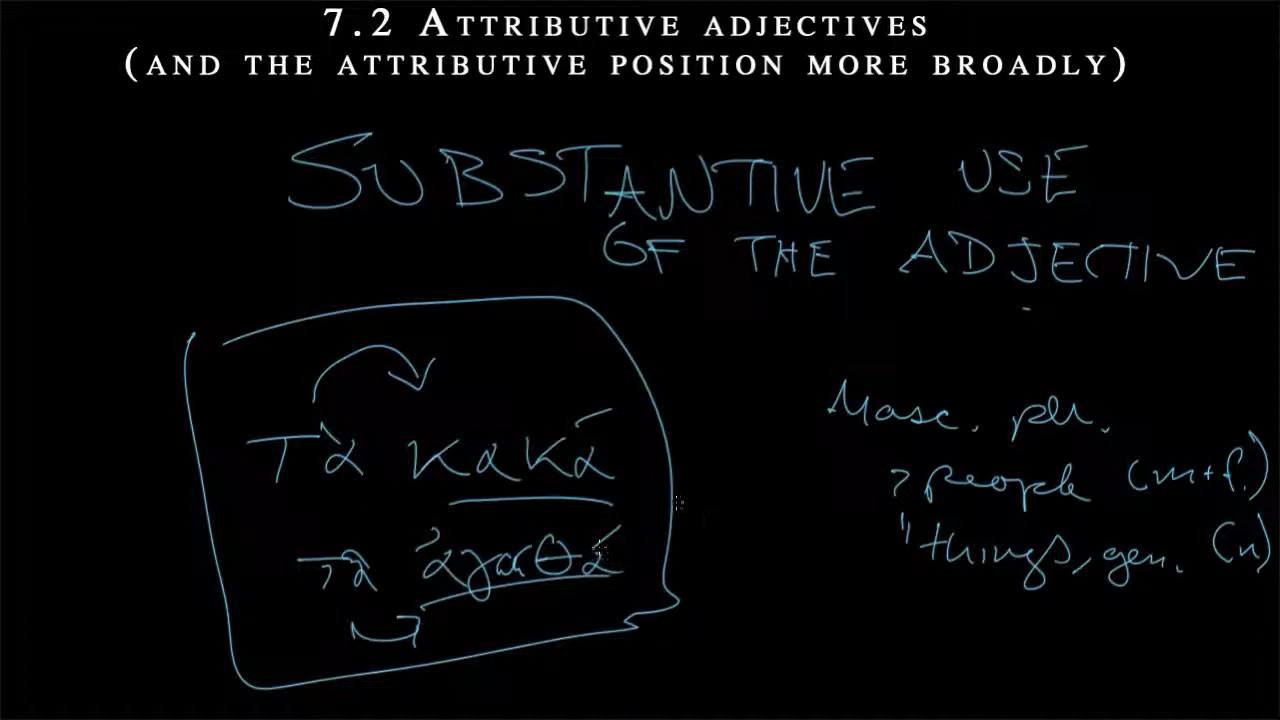 7.2 ATTRIBUTIVE ADJECTIVES
(AND THE ATTRIBUTIVE POSITION MORE BROADLY)
SUBSTANTIVE USE
OF THE ADJECTIVE
Τὰ κακά
τὰ ἀγαθά
Masc. plu.
people (m+f.)
"things, gen. (n)